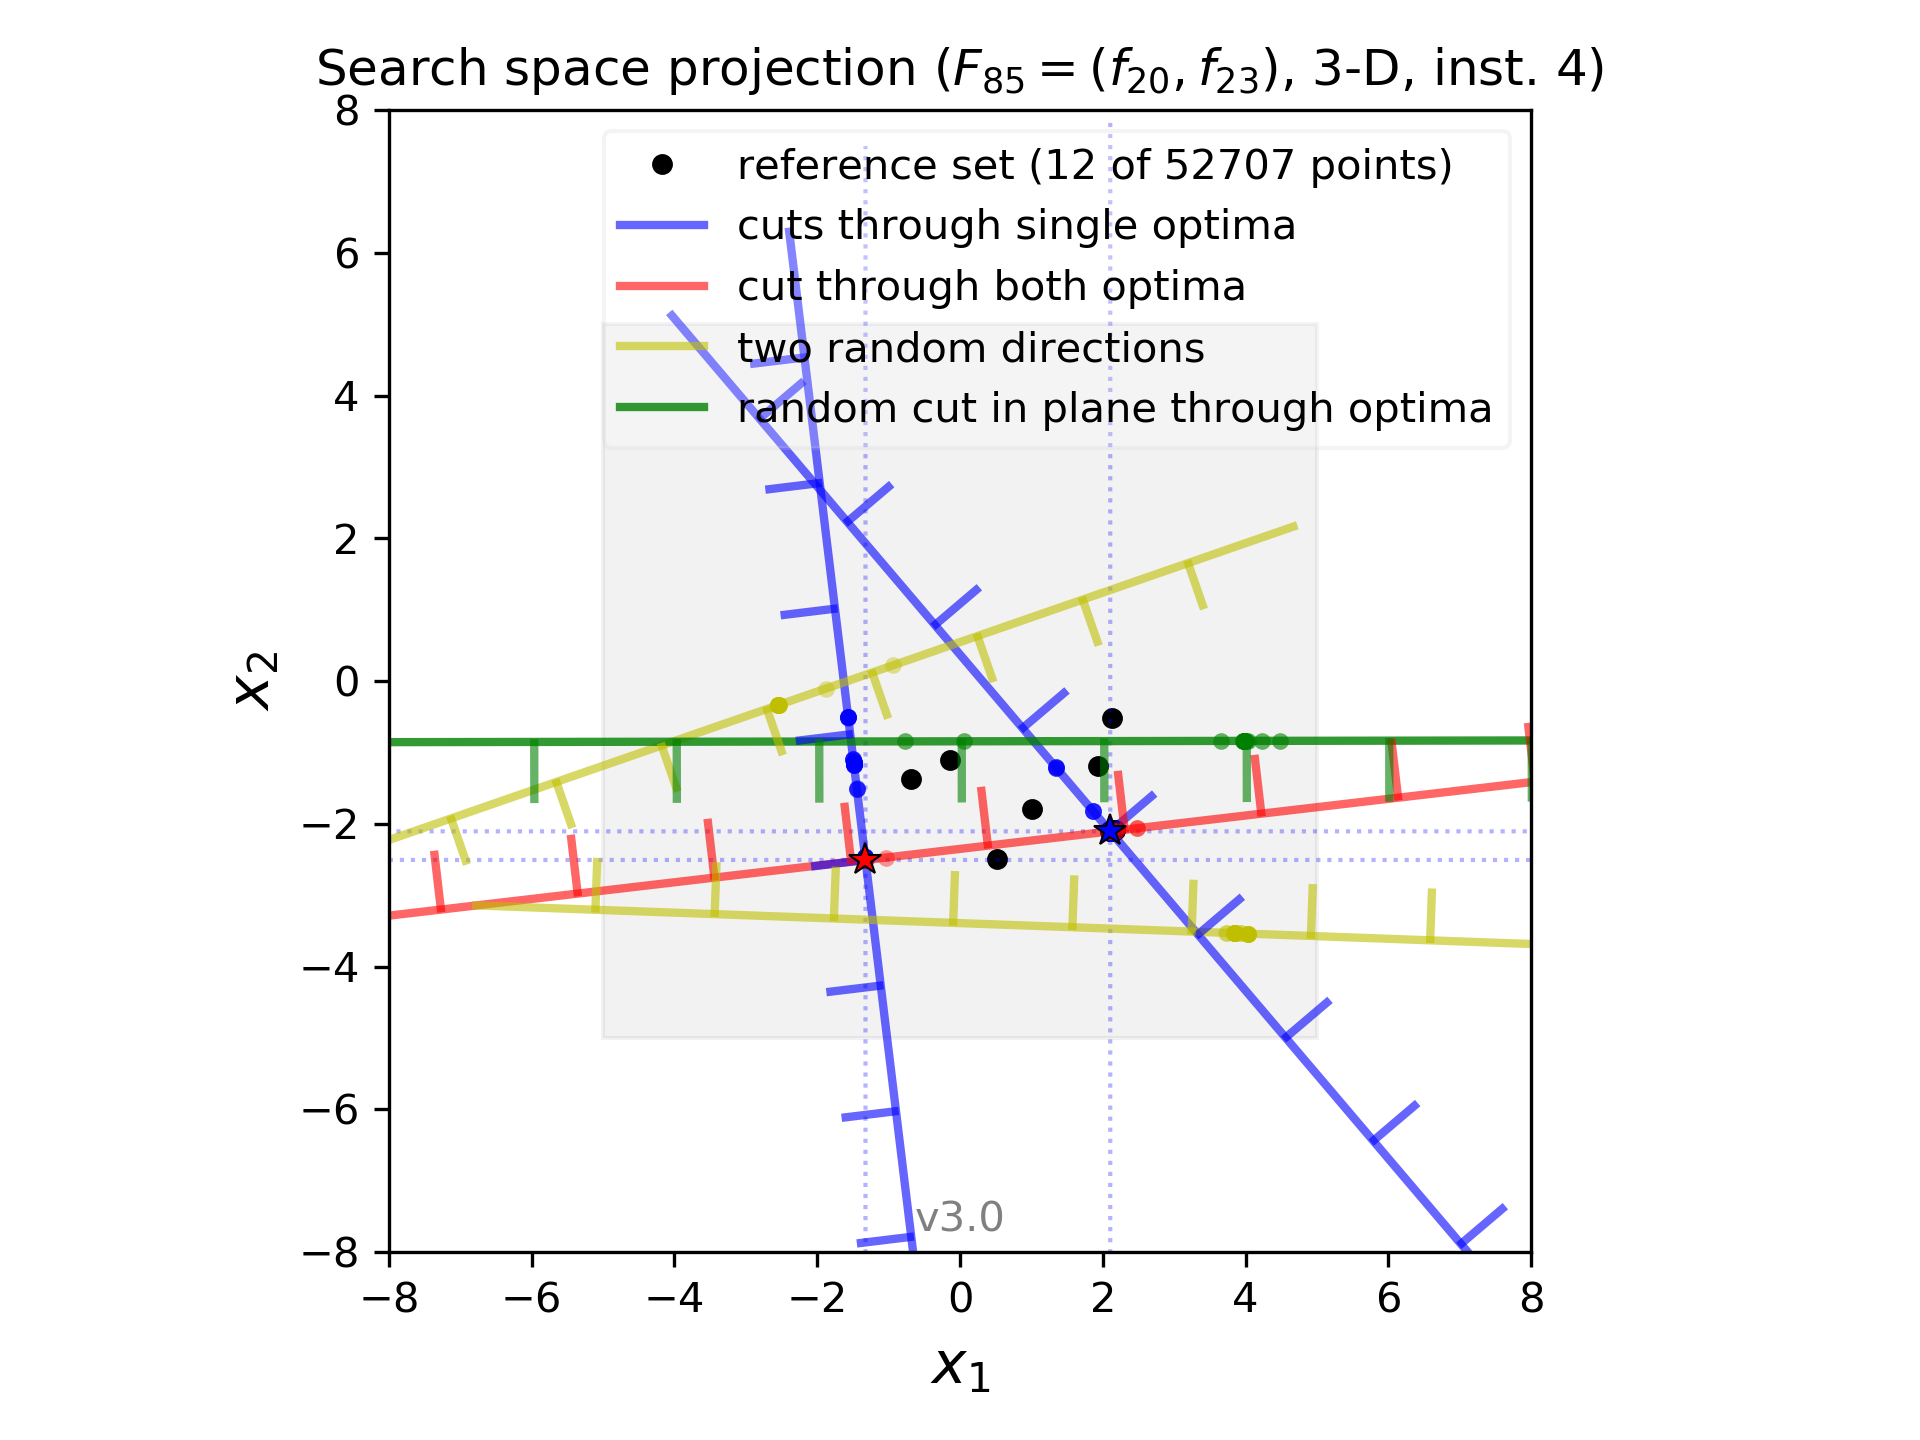 Search space projection (F₈₅ = (f₂₀, f₂₃), 3-D, inst. 4)
reference set (12 of 52707 points)
cuts through single optima
cut through both optima
two random directions
random cut in plane through optima
8
6
4
2
0
−2
−4
−6
−8
x₂
v3.0
−8 −6 −4 −2 0 2 4 6 8
x₁